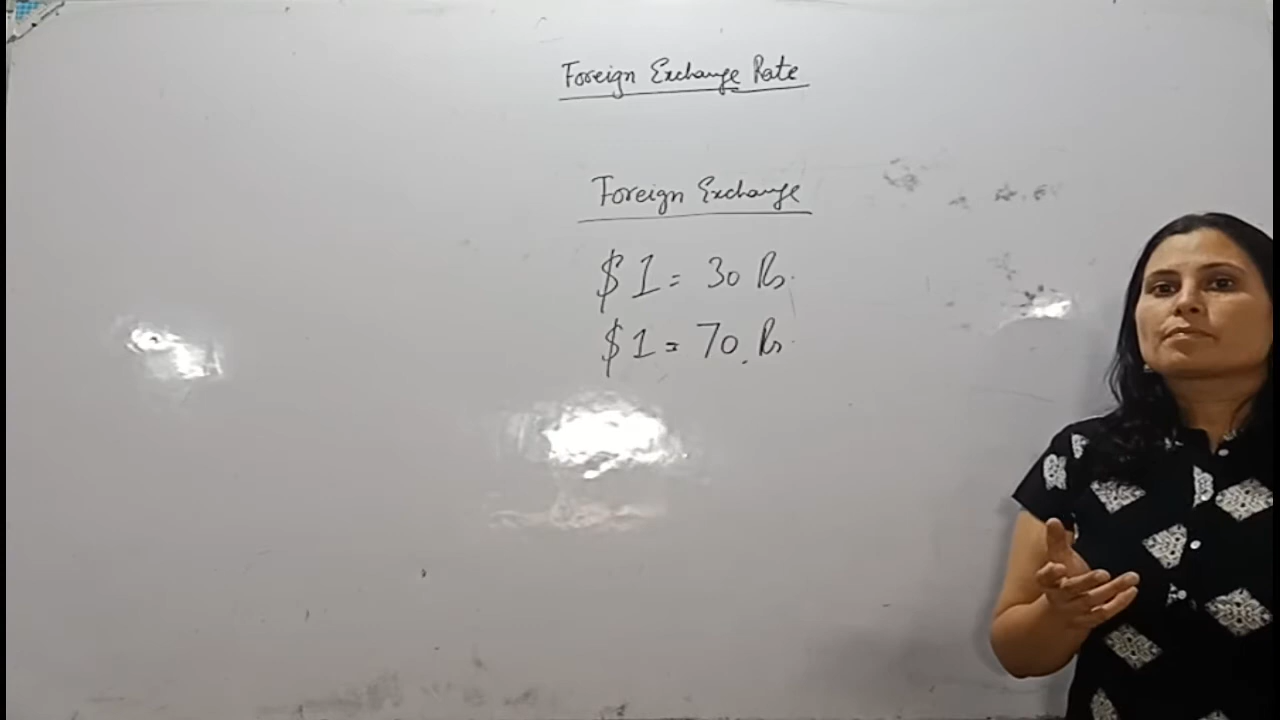 Foreign Exchange Rate
Foreign Exchange
$ 1 = 30 Rs.
$ 1 = 70 Rs.